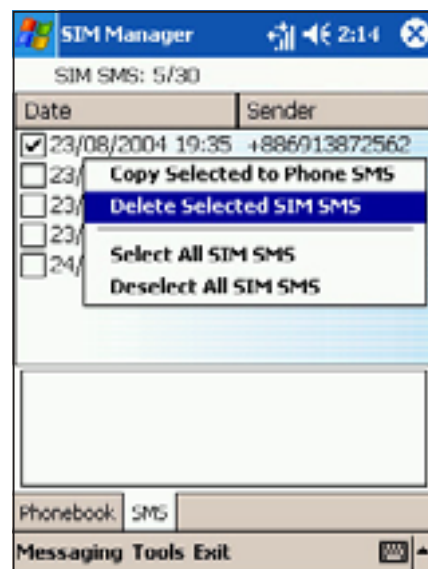 SIM Manager 2:14
SIM SMS: 5/30
Date Sender
23/08/2004 19:35 +886913872562
23/ Copy Selected to Phone SMS
23/ Delete Selected SIM SMS
23/
24/ Select All SIM SMS
Deselect All SIM SMS
Phonebook SMS
Messaging Tools Exit